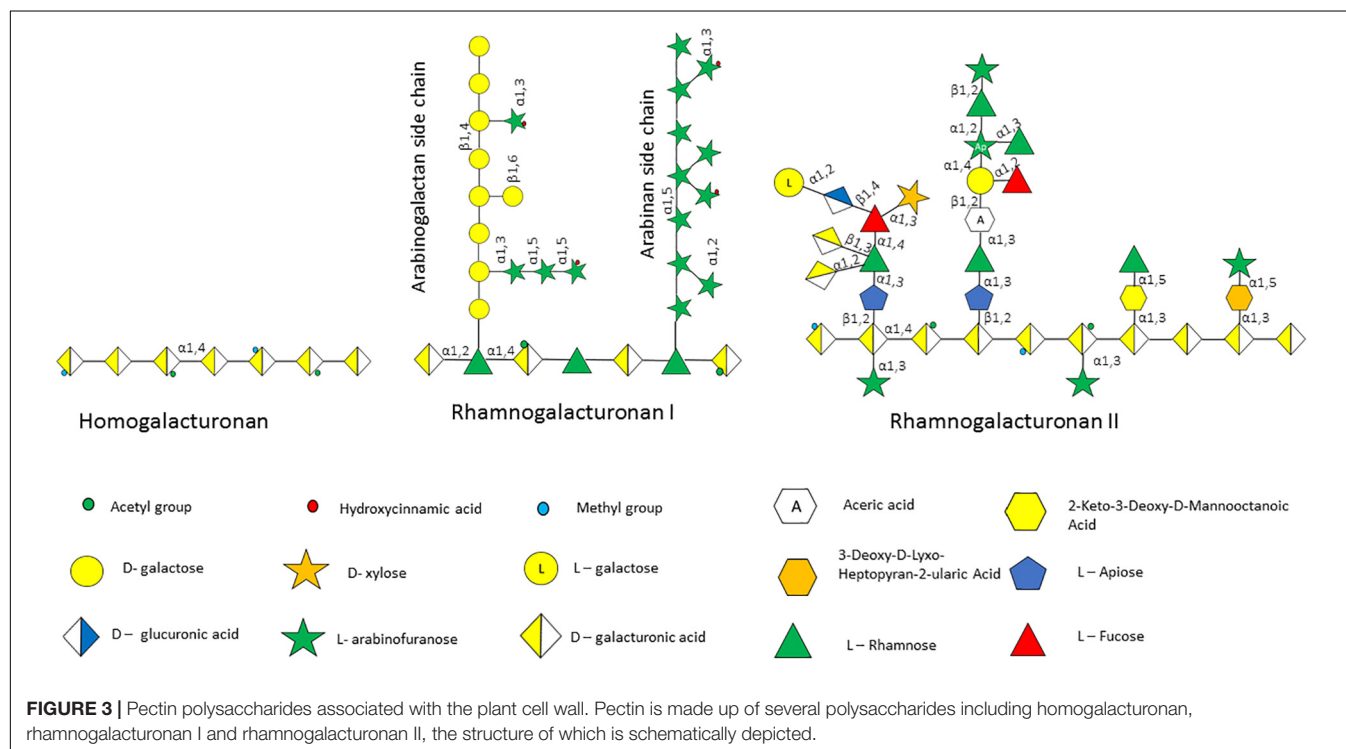 Arabinogalactan side chain
β1,4
α1,3
β1,6
α1,3
α1,5
α1,5
Arabinan side chain
α1,5
α1,3
α1,2
β1,2
α1,2
α1,3
Ap
α1,4
α1,2
β1,2
A
α1,3
α1,3
β1,2
L
α1,2
β1,4
α1,3
α1,4
β1,3
α1,2
α1,3
β1,2
α1,4
α1,3
α1,3
α1,5
α1,3
α1,5
α1,3
α1,4
α1,2
α1,4
Homogalacturonan
Rhamnogalacturonan I
Rhamnogalacturonan II
Acetyl group
Hydroxycinnamic acid
Methyl group
A
Aceric acid
2-Keto-3-Deoxy-D-Mannooctanoic
Acid
D- galactose
D- xylose
L
L – galactose
3-Deoxy-D-Lyxo-
Heptopyran-2-ularic Acid
L – Apiose
D – glucuronic acid
L- arabinofuranose
D – galacturonic acid
L – Rhamnose
L – Fucose
FIGURE 3 | Pectin polysaccharides associated with the plant cell wall. Pectin is made up of several polysaccharides including homogalacturonan,
rhamnogalacturonan I and rhamnogalacturonan II, the structure of which is schematically depicted.